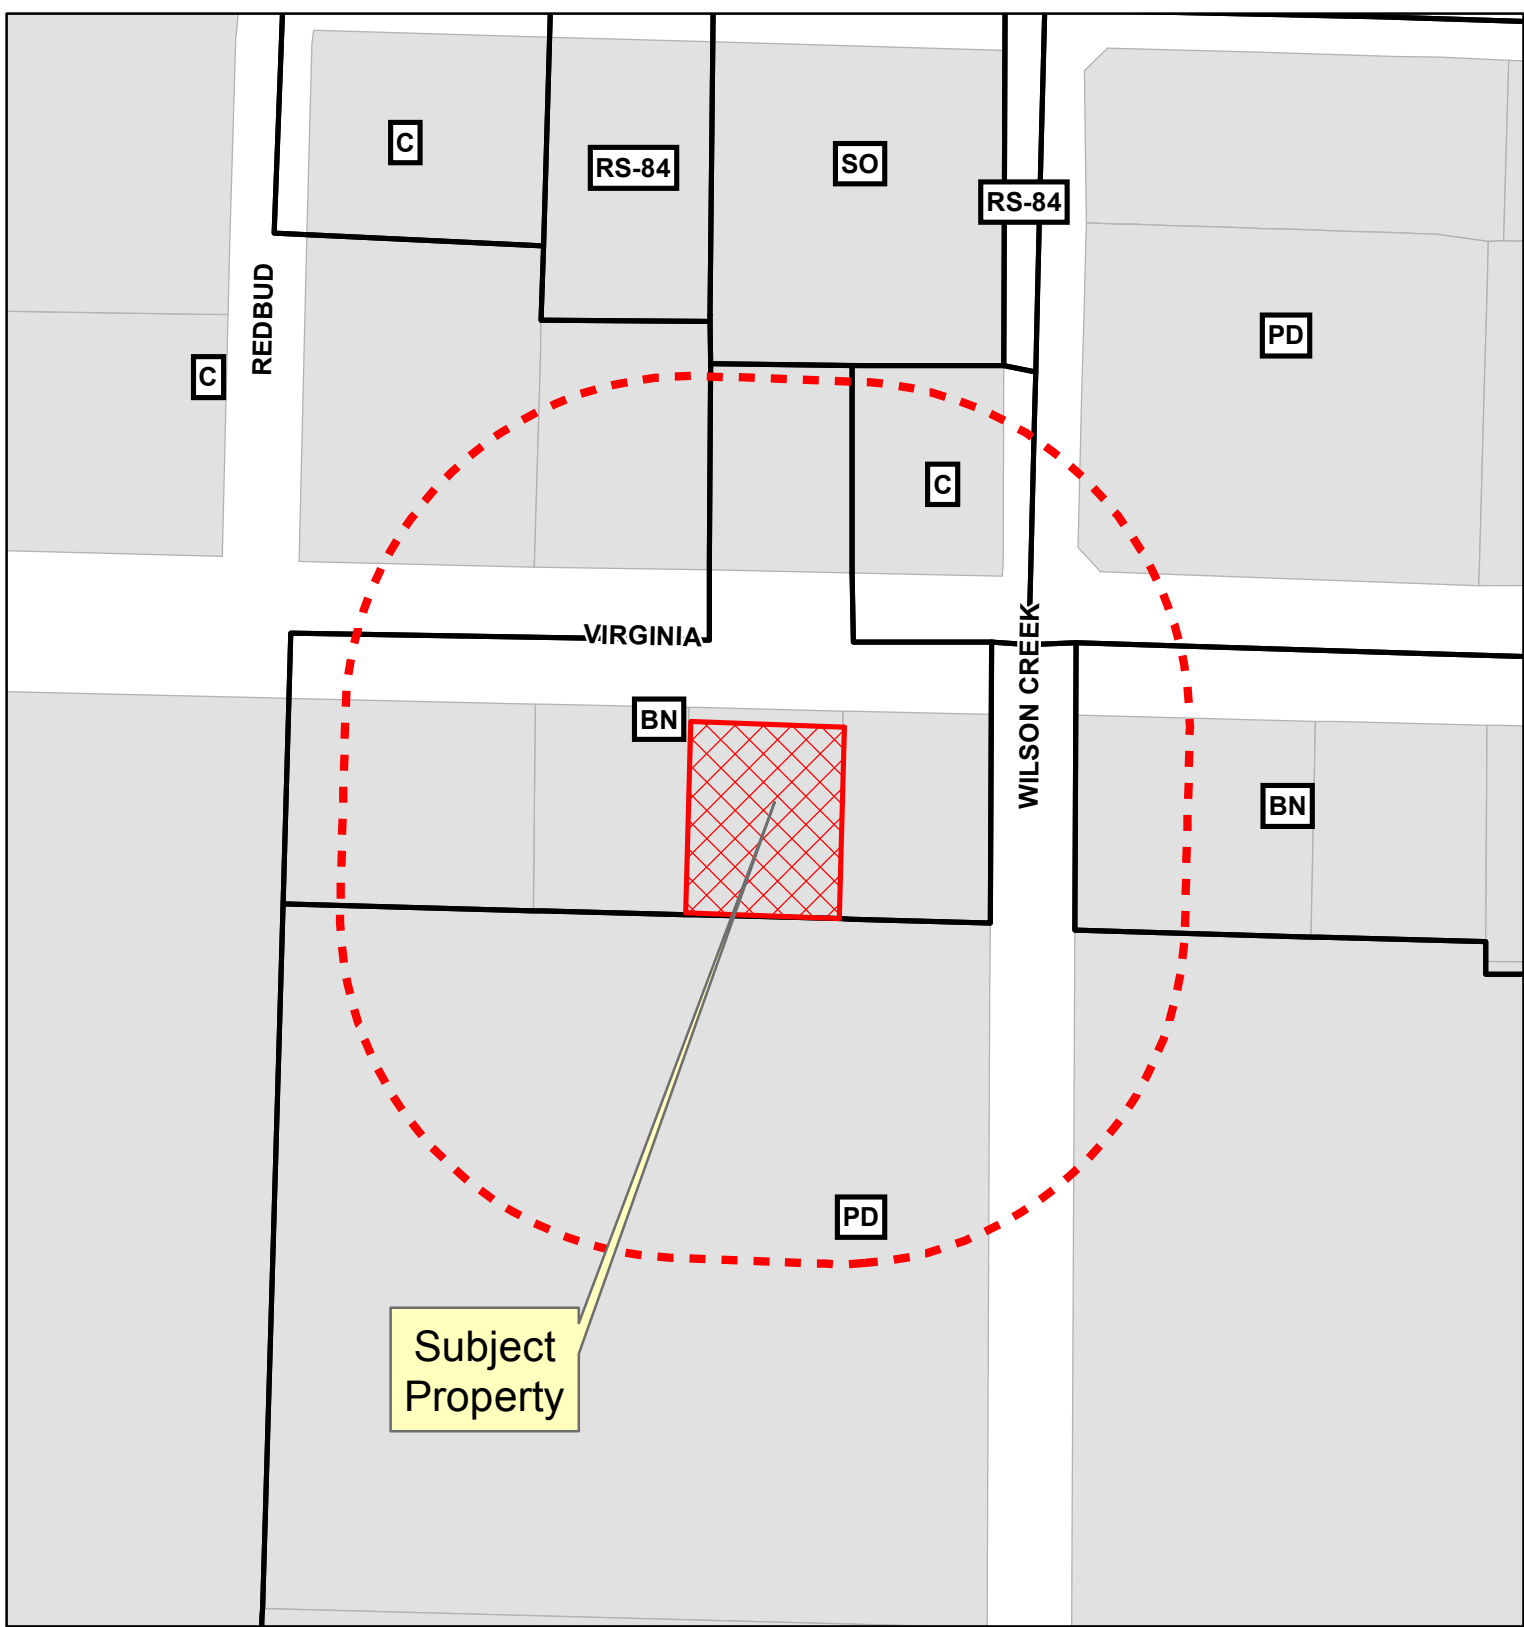 C
RS-84
SO
RS-84
REDBUD
PD
C
C
VIRGINIA
WILSON CREEK
BN
BN
PD
Subject
Property